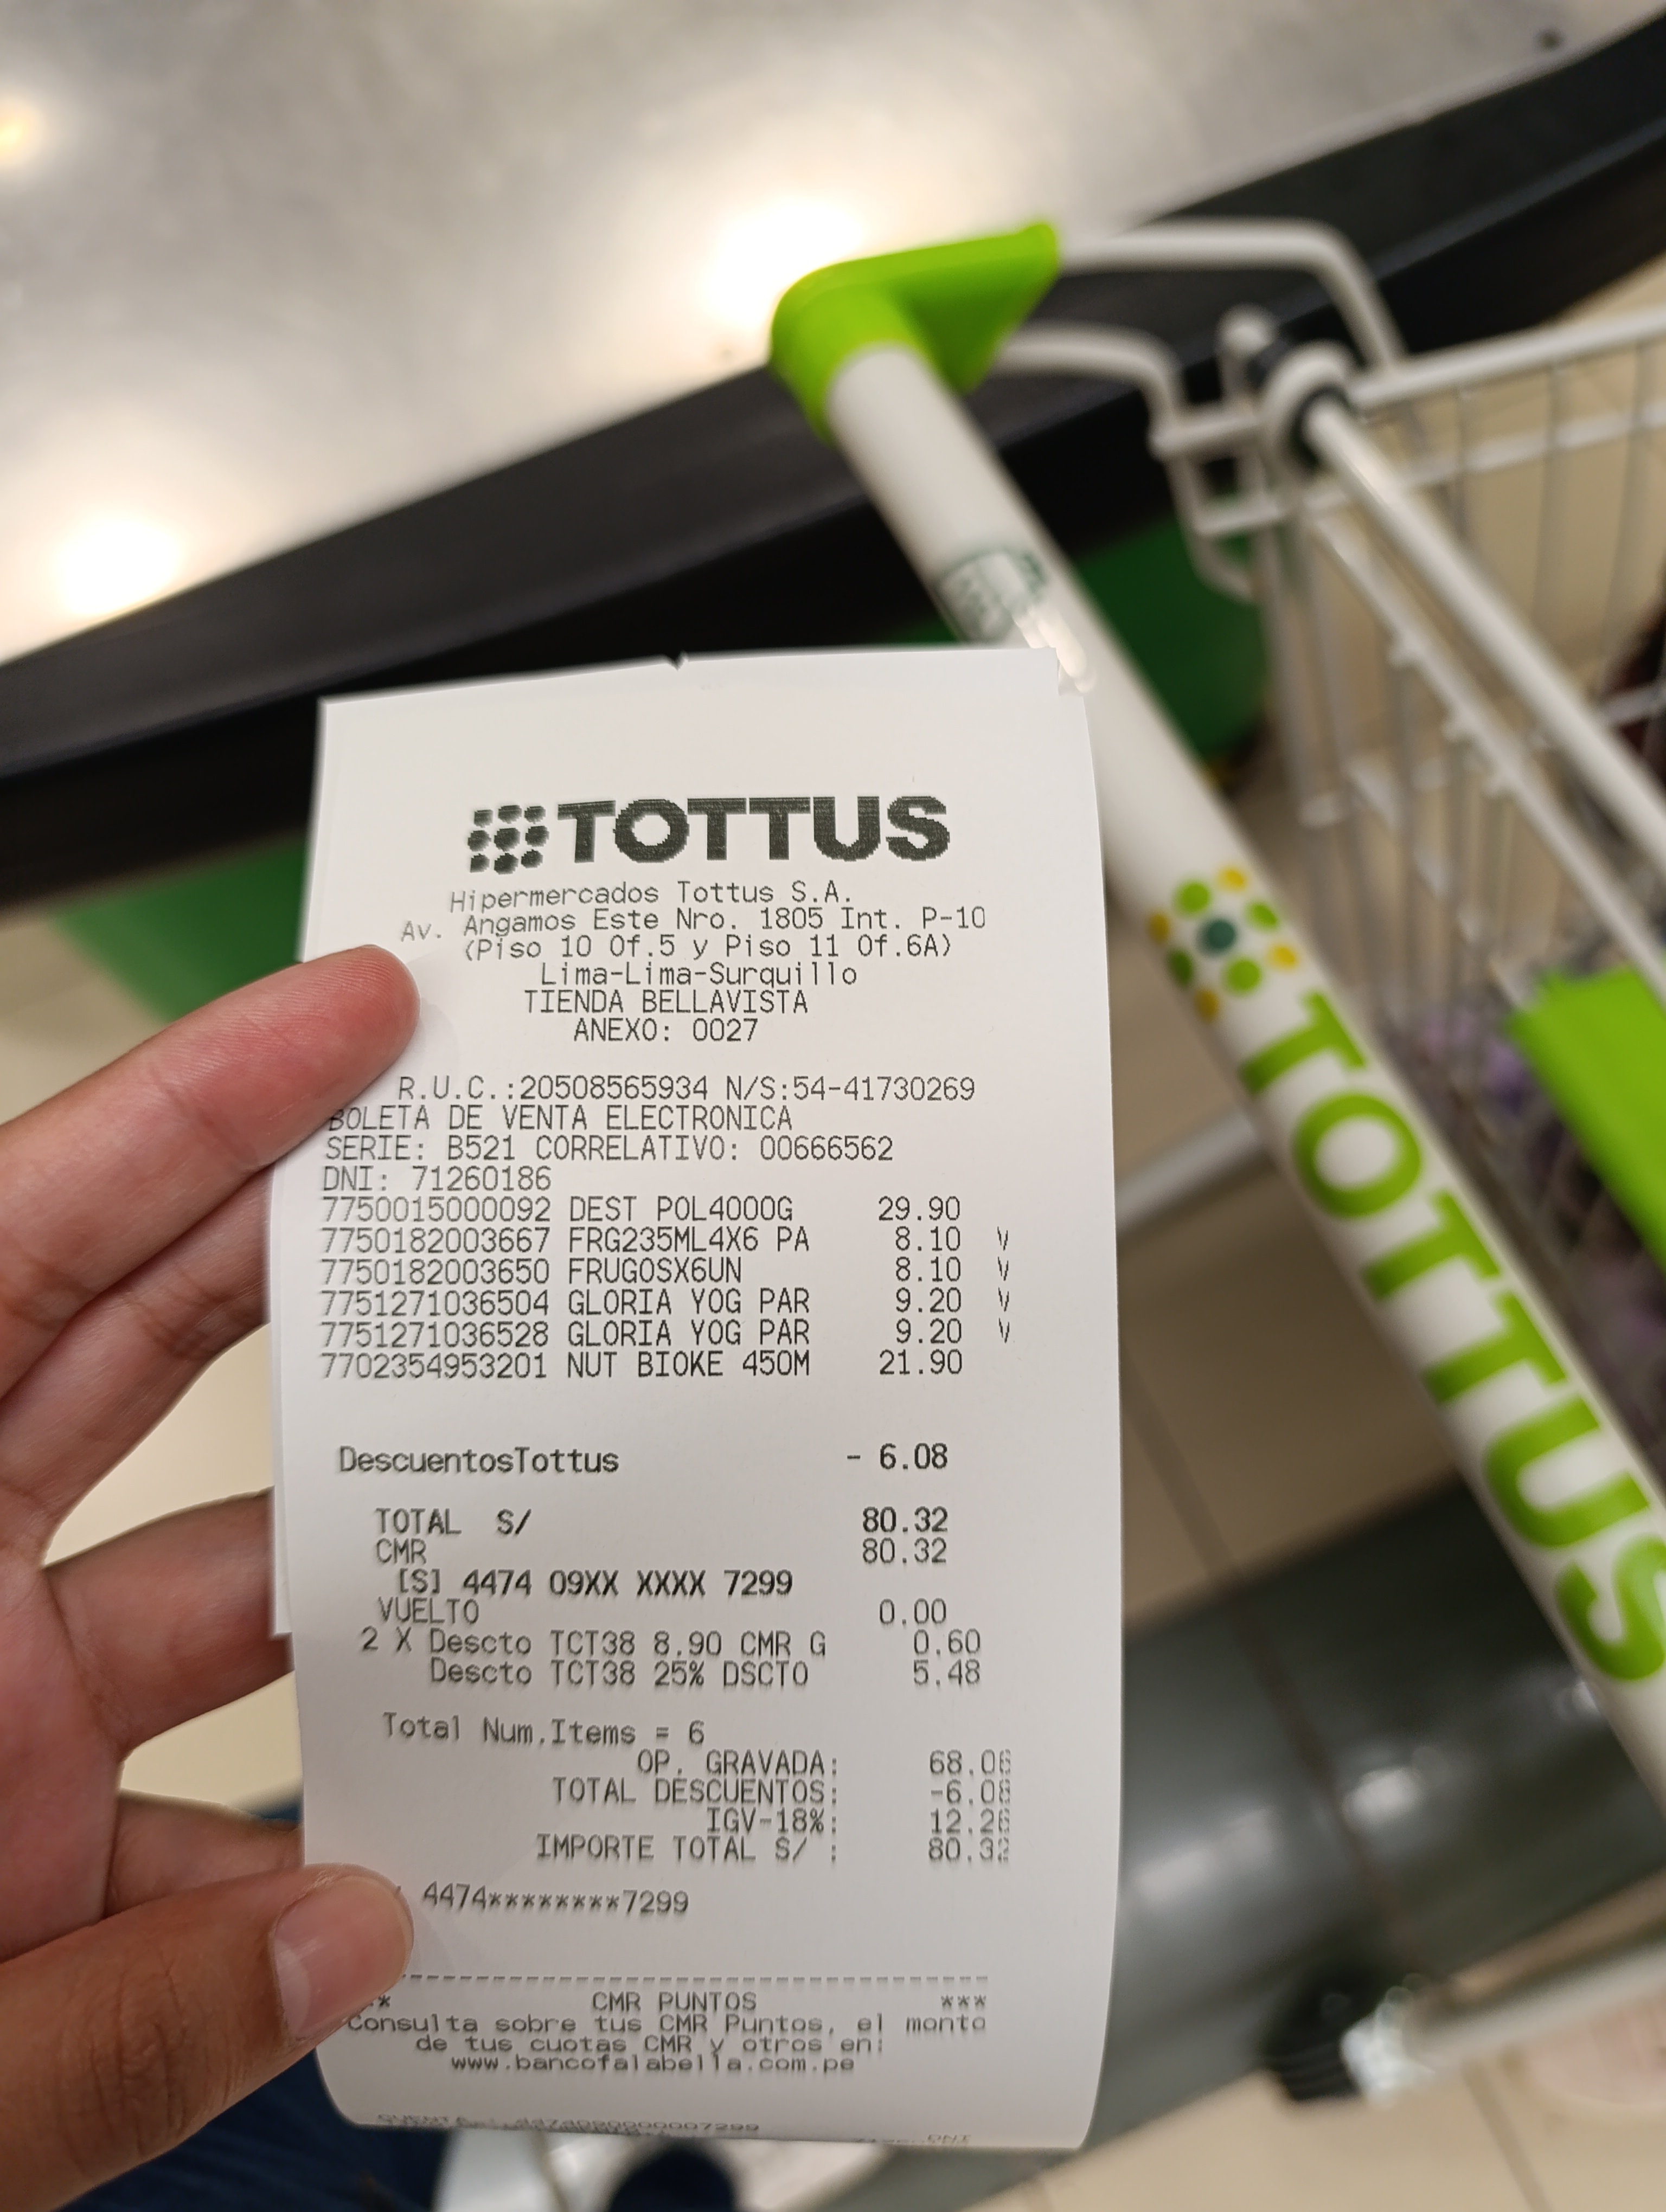 TOTTUS
Hipermercados Tottus S.A.
Av. Angamos Este Nro. 1805 Int. P-10
(Piso 10 Of.5 y Piso 11 Of.6A)
Lima-Lima-Surquillo
TIENDA BELLAVISTA
ANEXO: 0027
R.U.C.:20508565934 N/S:54-41730269
BOLETA DE VENTA ELECTRONICA
SERIE: B521 CORRELATIVO: 00666562
DNI: 71260186
7750015000092 DEST POL4000G 29.90
7750182003667 FRG235ML4X6 PA 8.10 V
7750182003650 FRUGOSX6UN 8.10 V
7751271036504 GLORIA YOG PAR 9.20 V
7751271036528 GLORIA YOG PAR 9.20 V
7702354953201 NUT BIOKE 450M 21.90
DescuentosTottus - 6.08
TOTAL S/ 80.32
CMR 80.32
[S] 4474 09XX XXXX 7299
VUELTO 0.00
2 X Descto TCT38 8.90 CMR G 0.60
Descto TCT38 25% DSCTO 5.48
Total Num.Items = 6
OP. GRAVADA: 68.06
TOTAL DESCUENTOS: -6.08
IGV-18%: 12.26
IMPORTE TOTAL S/ : 80.32
4474********7299
CMR PUNTOS ***
Consulta sobre tus CMR Puntos, el monto
de tus cuotas CMR y otros en:
www.bancofalabella.com.pe
DNI
TOTTUS